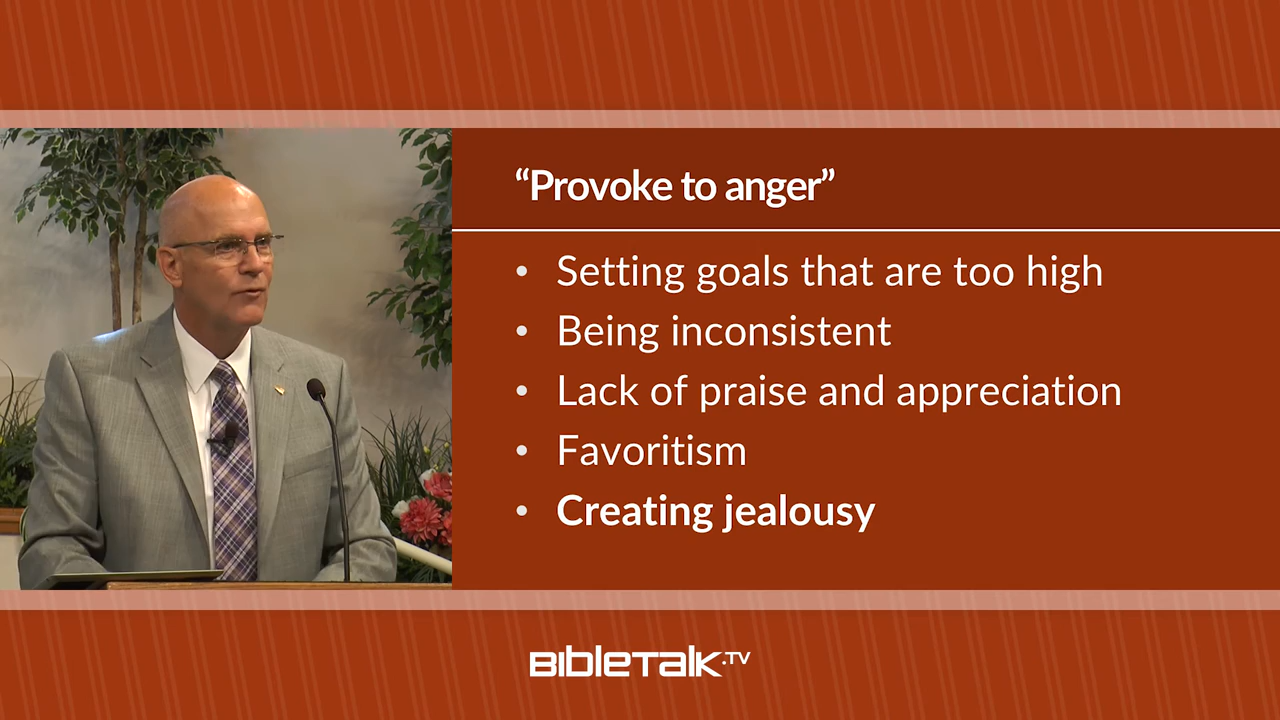 “Provoke to anger”
• Setting goals that are too high
• Being inconsistent
• Lack of praise and appreciation
• Favoritism
• Creating jealousy
BIBLETALK.TV